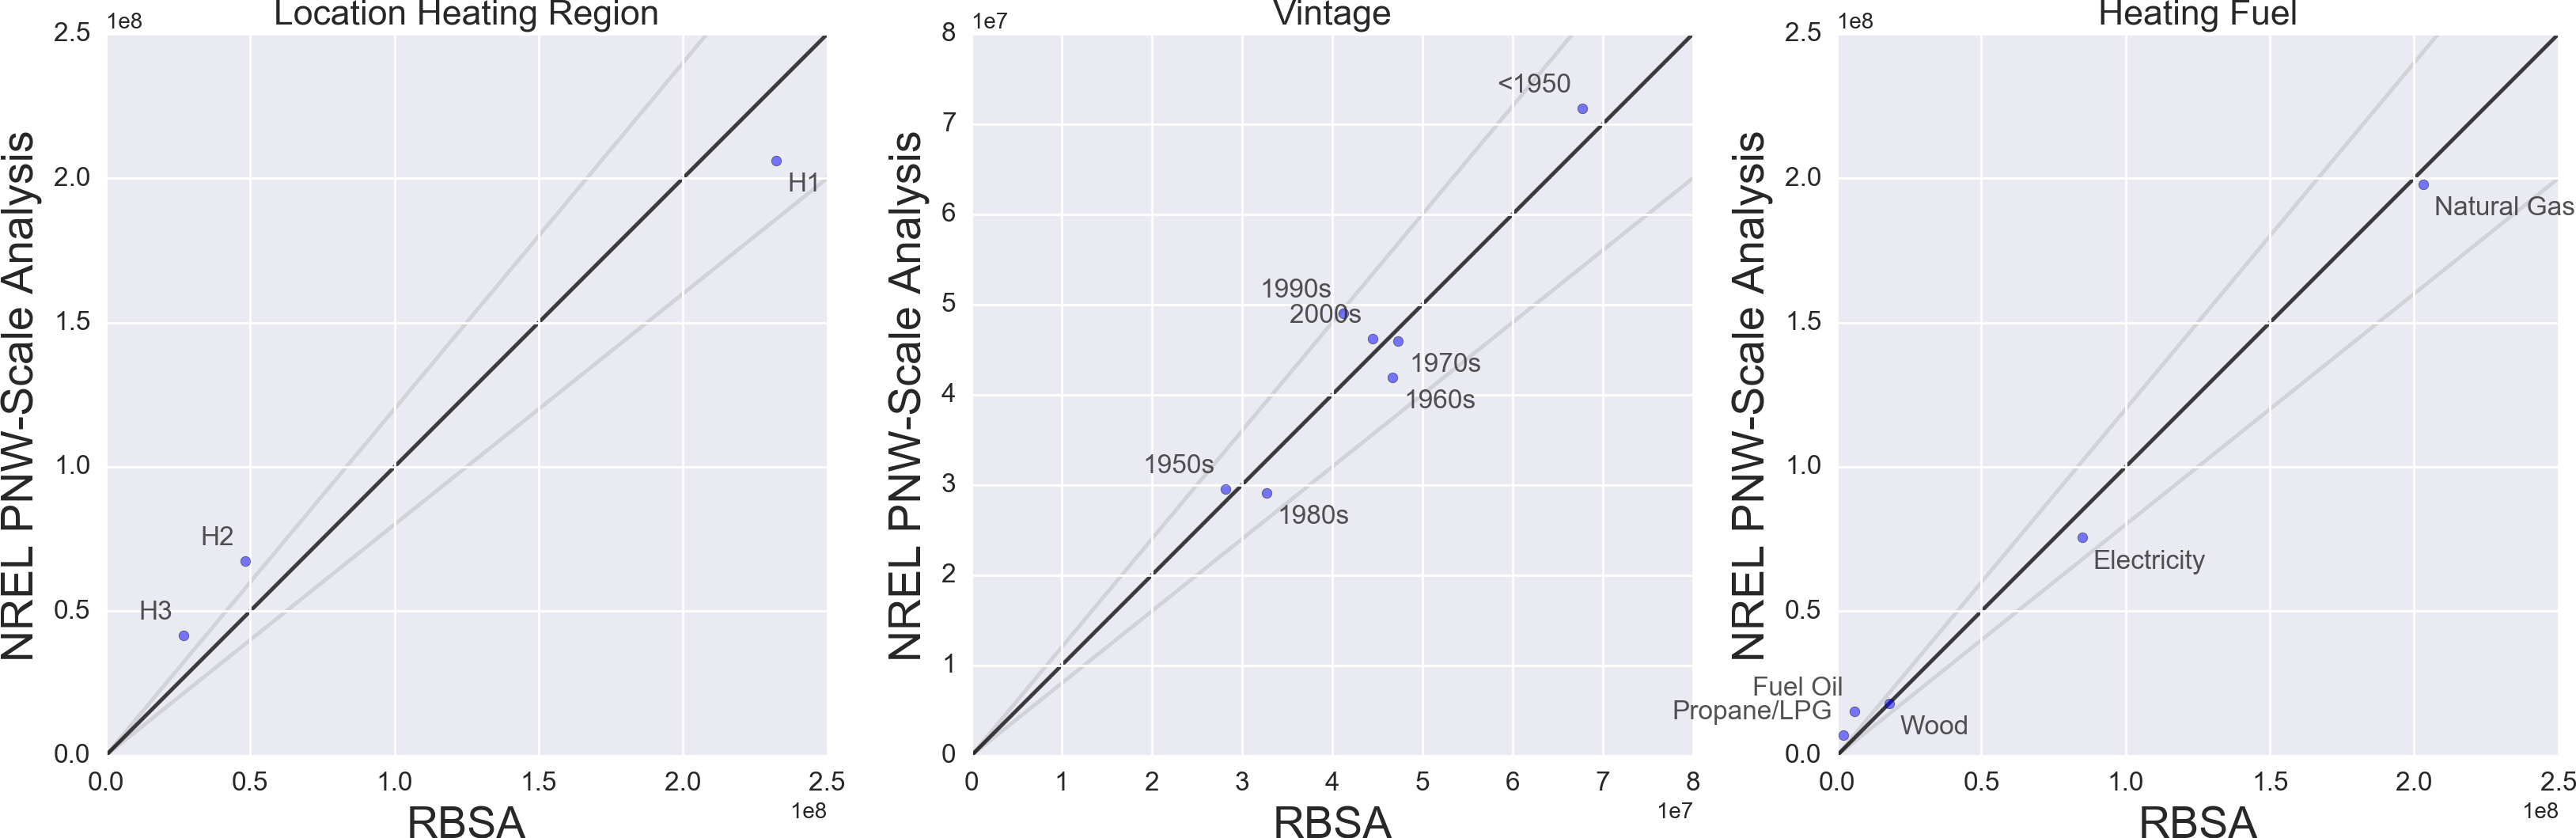 Location Heating Region
1e8
2.5
2.0
1.5
1.0
0.5
0.0
NREL PNW-Scale Analysis
H1
H2
H3
0.0 0.5 1.0 1.5 2.0 2.5
1e8
RBSA
Vintage
1e7
8
7
6
5
4
3
2
1
0
NREL PNW-Scale Analysis
<1950
1990s
2000s
1970s
1960s
1950s
1980s
0 1 2 3 4 5 6 7 8
1e7
RBSA
Heating Fuel
1e8
2.5
2.0
1.5
1.0
0.5
0.0
NREL PNW-Scale Analysis
Natural Gas
Electricity
Fuel Oil
Propane/LPG
Wood
0.0 0.5 1.0 1.5 2.0 2.5
1e8
RBSA